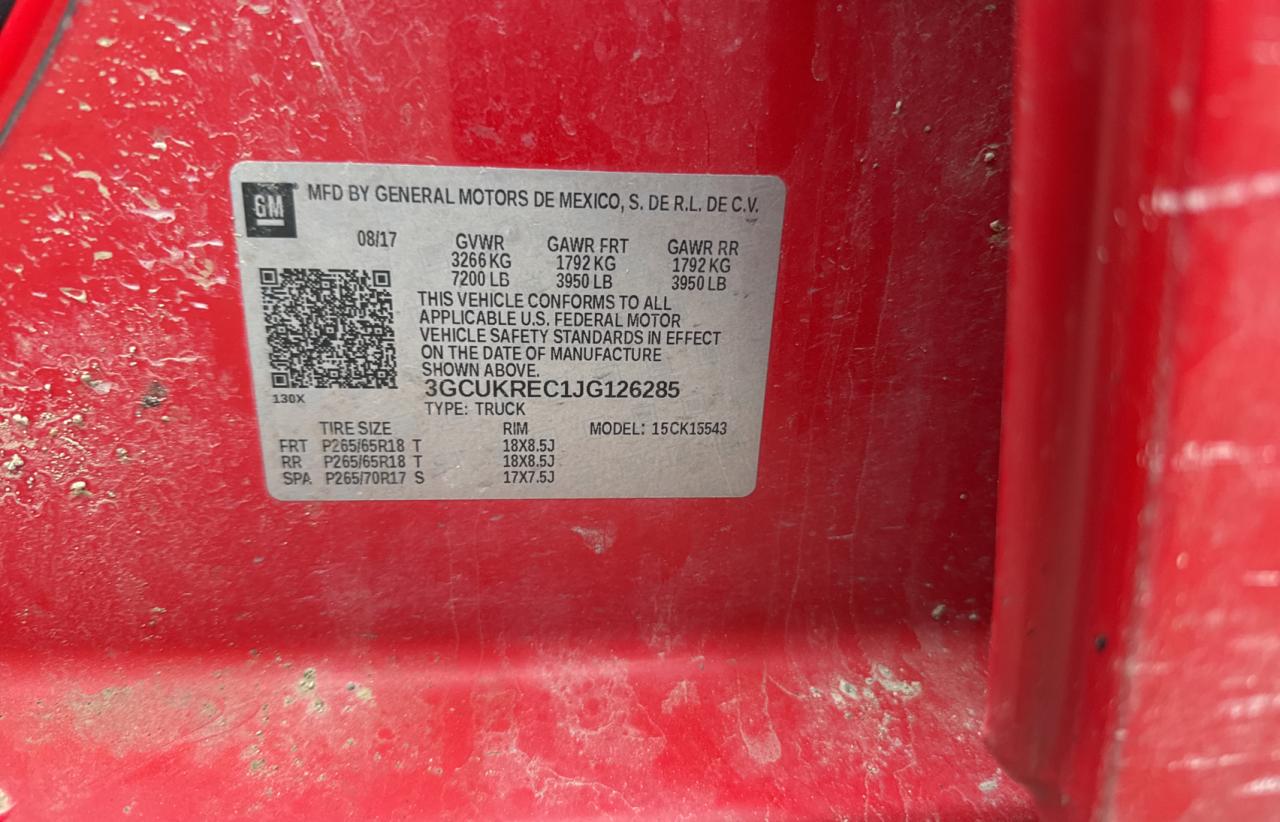 GM MFD BY GENERAL MOTORS DE MEXICO, S. DE R.L. DE C.V.
08/17 GVWR GAWR FRT GAWR RR
3266 KG 1792 KG 1792 KG
7200 LB 3950 LB 3950 LB
THIS VEHICLE CONFORMS TO ALL
APPLICABLE U.S. FEDERAL MOTOR
VEHICLE SAFETY STANDARDS IN EFFECT
ON THE DATE OF MANUFACTURE
SHOWN ABOVE.
130X 3GCUKREC1JG126285
TYPE: TRUCK
TIRE SIZE RIM MODEL: 15CK15543
FRT P265/65R18 T 18X8.5J
RR P265/65R18 T 18X8.5J
SPA P265/70R17 S 17X7.5J